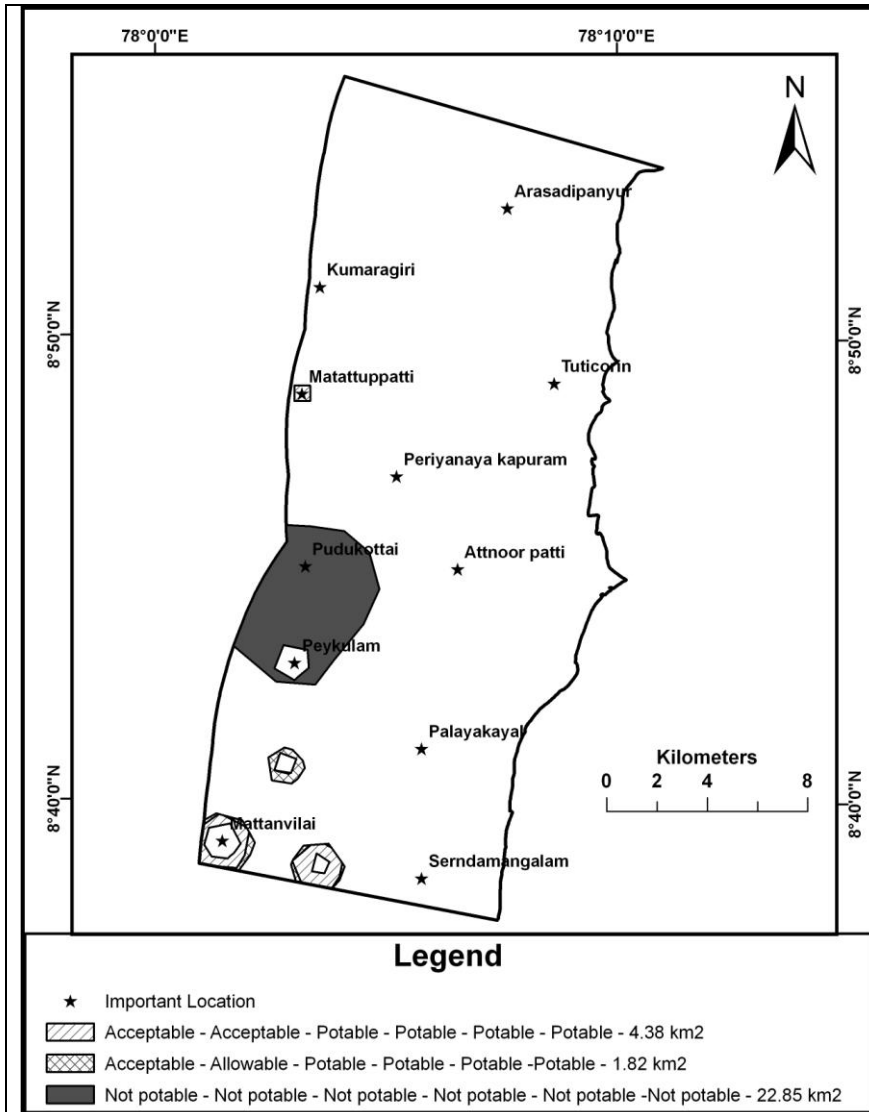 78°0'0"E 78°10'0"E
N
Arasadipanyur
Kumaragiri
8°50'0"N 8°50'0"N
Matattuppatti
Tuticorin
Periyanaya kapuram
Pudukottai
Attnoor patti
Peykulam
Palayakayal
Kilometers
0 2 4 8
8°40'0"N 8°40'0"N
Mattanvilai
Serndamangalam
Legend
Important Location
Acceptable - Acceptable - Potable - Potable - Potable - Potable - 4.38 km2
Acceptable - Allowable - Potable - Potable - Potable -Potable - 1.82 km2
Not potable - Not potable - Not potable - Not potable - Not potable -Not potable - 22.85 km2